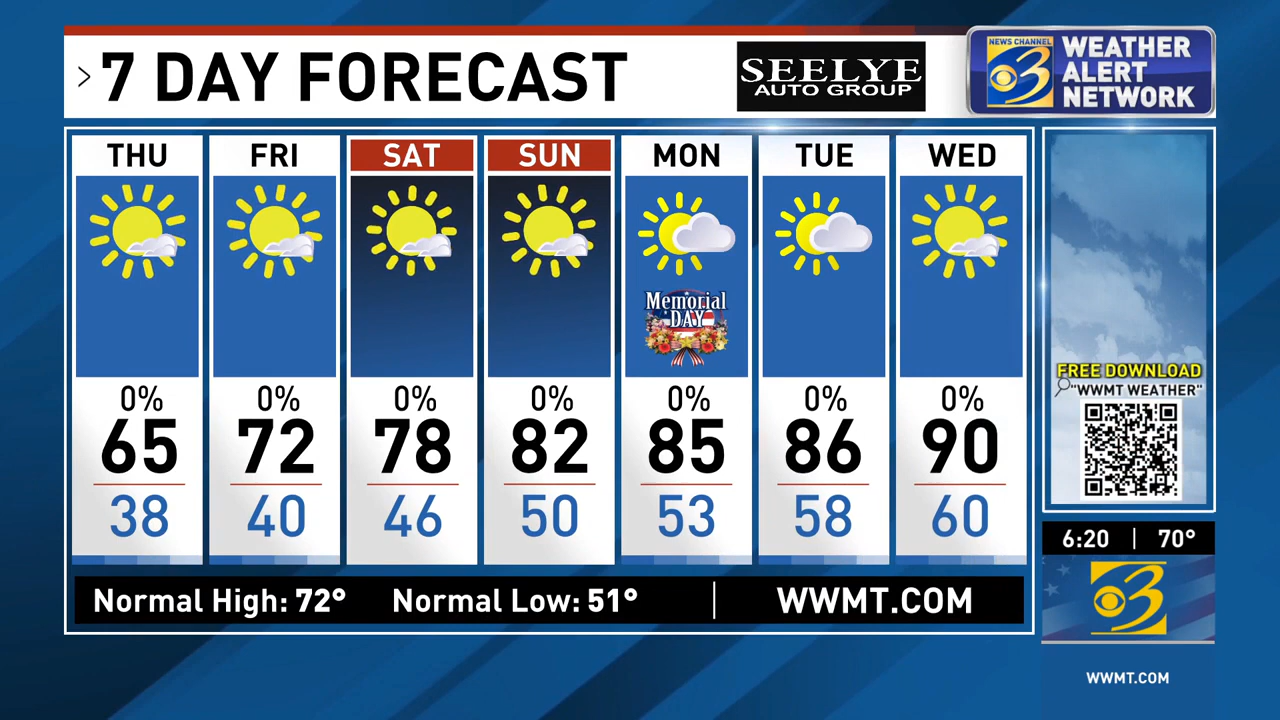 > 7 DAY FORECAST
SEELYE
AUTO GROUP
NEWS CHANNEL
3
WEATHER
ALERT
NETWORK
THU FRI SAT SUN MON TUE WED
Memorial
DAY
0% 0% 0% 0% 0% 0% 0%
65 72 78 82 85 86 90
38 40 46 50 53 58 60
Normal High: 72° Normal Low: 51° | WWMT.COM
FREE DOWNLOAD
"WWMT WEATHER"
6:20 | 70°
3
WWMT.COM